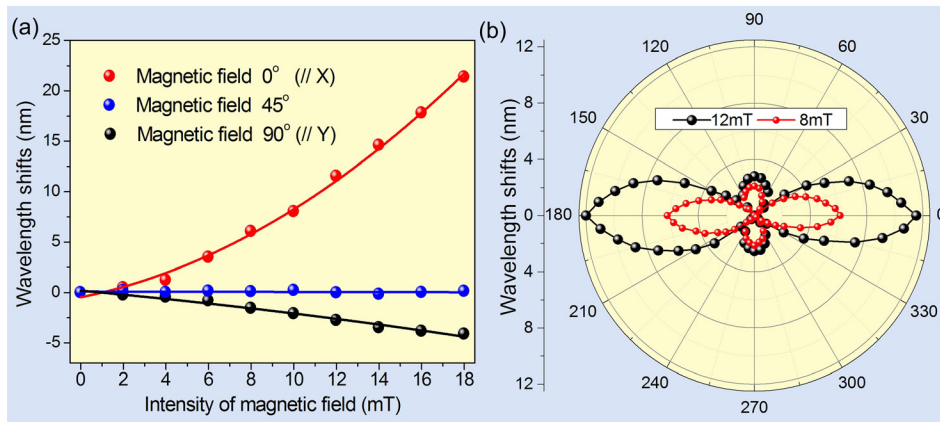 (a)
25
20
15
10
5
0
-5
Wavelength shifts (nm)
Magnetic field 0° (// X)
Magnetic field 45°
Magnetic field 90° (// Y)
0 2 4 6 8 10 12 14 16 18
Intensity of magnetic field (mT)
(b)
12
8
4
0
4
8
12
Wavelength shifts (nm)
90
120 60
150 30
12mT 8mT
180 0
210 330
240 300
270